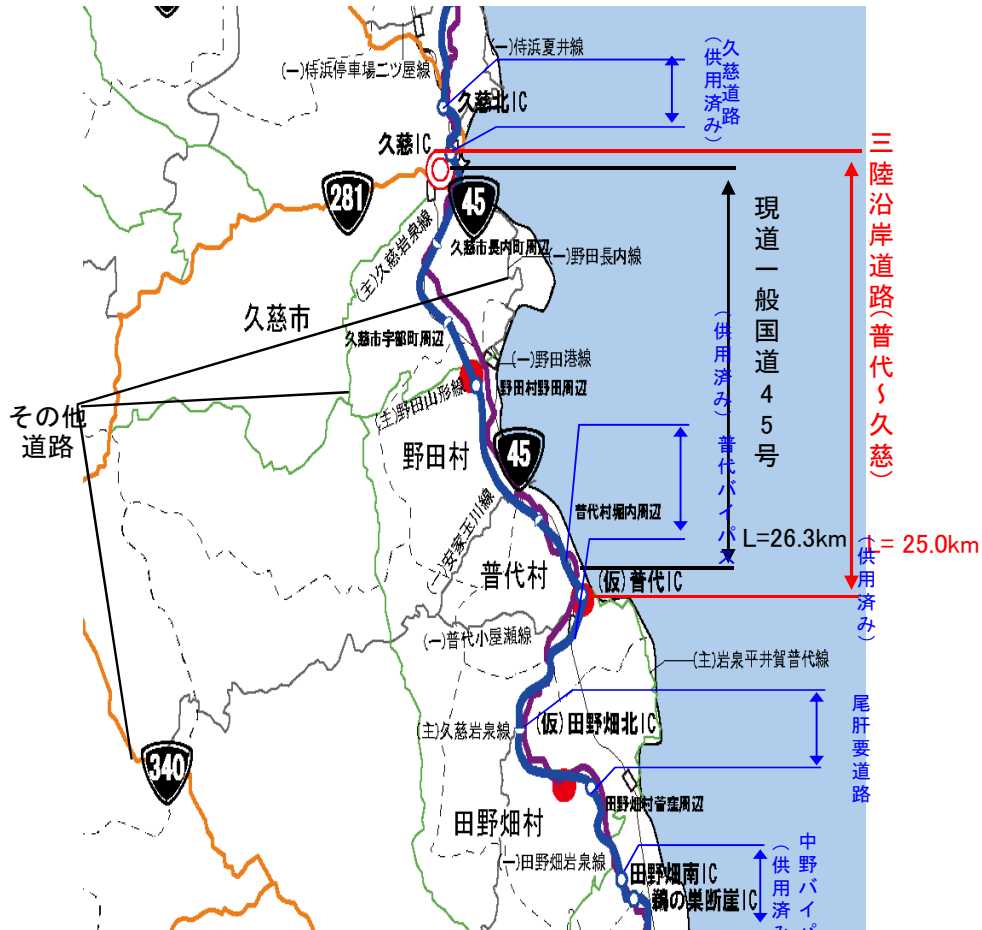 (一)侍浜夏井線
(一)侍浜停車場二ツ屋線
久慈道路
(供用済み)
久慈北IC
久慈IC
281
45
(主)久慈岩泉線
久慈市長内町周辺
(一)野田長内線
久慈市
久慈市宇部町周辺
(一)野田港線
(主)野田山形線
野田村野田周辺
その他
道路
野田村
45
現道一般国道45号
三陸沿岸道路(普代~久慈)
普代バイパス
(供用済み)
普代村堀内周辺
L=26.3km
L= 25.0km
(一)安家玉川線
普代村
(仮)普代IC
(一)普代小屋瀬線
(主)岩泉平井賀普代線
(主)久慈岩泉線
(仮)田野畑北IC
尾肝要道路
(供用済み)
340
田野畑村菅窪周辺
田野畑村
(一)田野畑岩泉線
田野畑南IC
鵜の巣断崖IC
中野バイパ
(供用済み